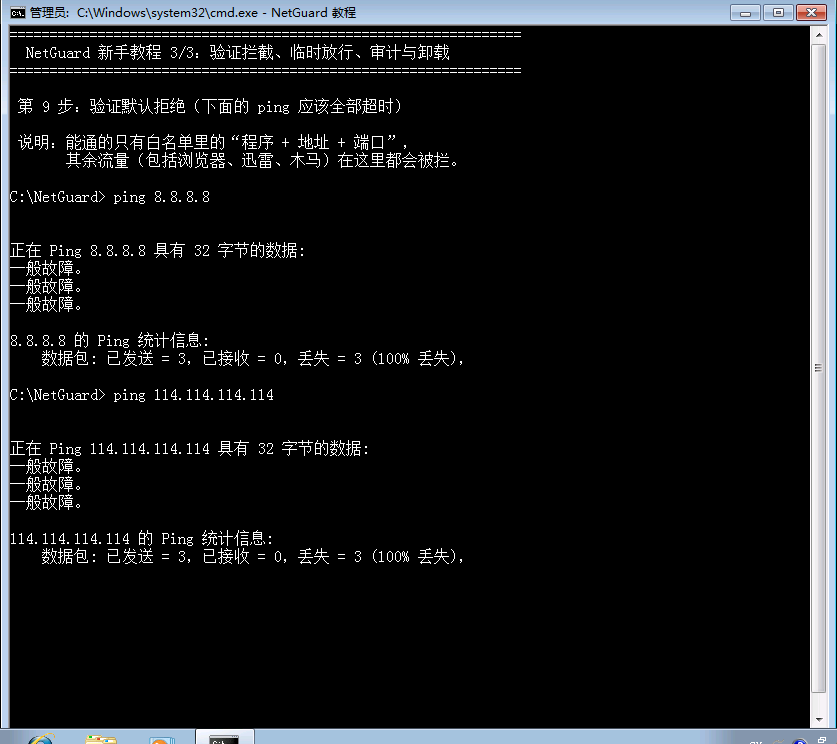 管理员: C:\Windows\system32\cmd.exe - NetGuard 教程
================================================================
NetGuard 新手教程 3/3: 验证拦截、临时放行、审计与卸载
================================================================
第 9 步: 验证默认拒绝 (下面的 ping 应该全部超时)
说明: 能通的只有白名单里的“程序 + 地址 + 端口”,
其余流量 (包括浏览器、迅雷、木马) 在这里都会被拦。
C:\NetGuard> ping 8.8.8.8
正在 Ping 8.8.8.8 具有 32 字节的数据:
一般故障。
一般故障。
一般故障。
8.8.8.8 的 Ping 统计信息:
数据包: 已发送 = 3, 已接收 = 0, 丢失 = 3 (100% 丢失),
C:\NetGuard> ping 114.114.114.114
正在 Ping 114.114.114.114 具有 32 字节的数据:
一般故障。
一般故障。
一般故障。
114.114.114.114 的 Ping 统计信息:
数据包: 已发送 = 3, 已接收 = 0, 丢失 = 3 (100% 丢失),